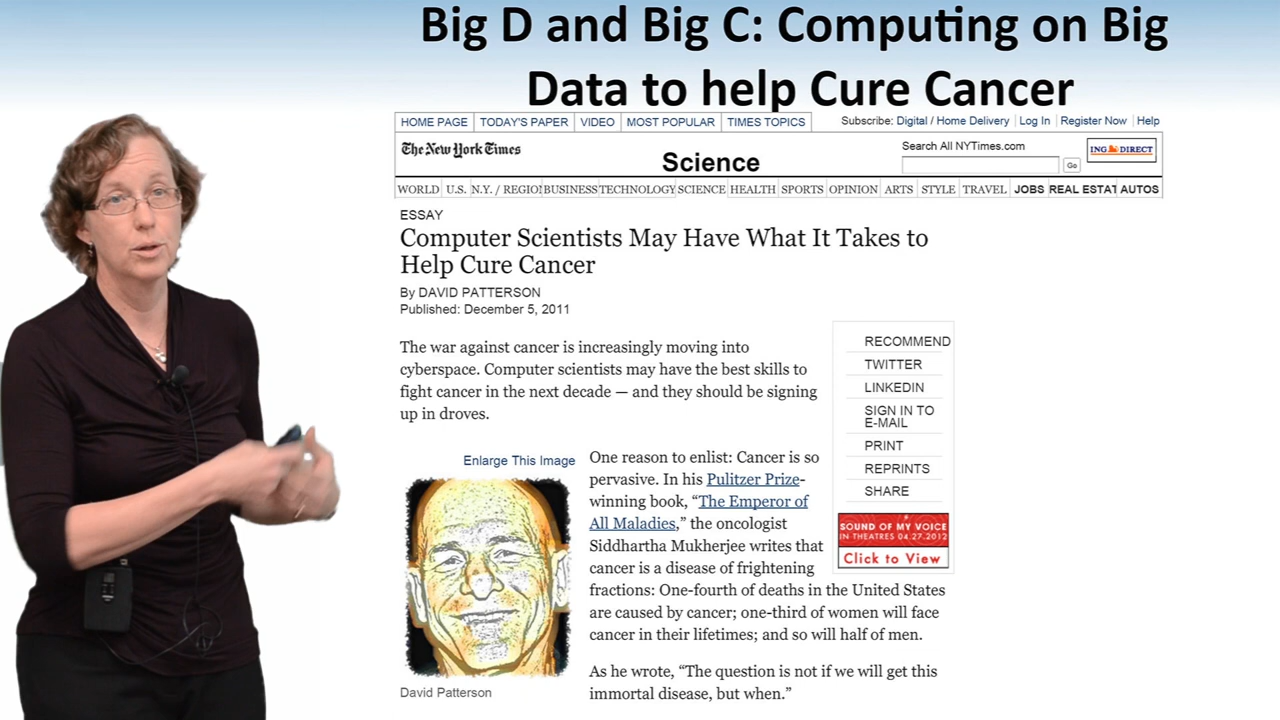 Big D and Big C: Computing on Big
Data to help Cure Cancer
HOME PAGE TODAY'S PAPER VIDEO MOST POPULAR TIMES TOPICS
Subscribe: Digital / Home Delivery Log In Register Now Help
The New York Times
Science
Search All NYTimes.com
Go
ING DIRECT
WORLD U.S. N.Y. / REGION BUSINESS TECHNOLOGY SCIENCE HEALTH SPORTS OPINION ARTS STYLE TRAVEL JOBS REAL ESTAT AUTOS
ESSAY
Computer Scientists May Have What It Takes to
Help Cure Cancer
By DAVID PATTERSON
Published: December 5, 2011
The war against cancer is increasingly moving into
cyberspace. Computer scientists may have the best skills to
fight cancer in the next decade — and they should be signing
up in droves.
Enlarge This Image
David Patterson
One reason to enlist: Cancer is so
pervasive. In his Pulitzer Prize-
winning book, “The Emperor of
All Maladies,” the oncologist
Siddhartha Mukherjee writes that
cancer is a disease of frightening
fractions: One-fourth of deaths in the United States
are caused by cancer; one-third of women will face
cancer in their lifetimes; and so will half of men.
As he wrote, “The question is not if we will get this
immortal disease, but when.”
RECOMMEND
TWITTER
LINKEDIN
SIGN IN TO
E-MAIL
PRINT
REPRINTS
SHARE
SOUND OF MY VOICE
IN THEATRES 04.27.2012
Click to View